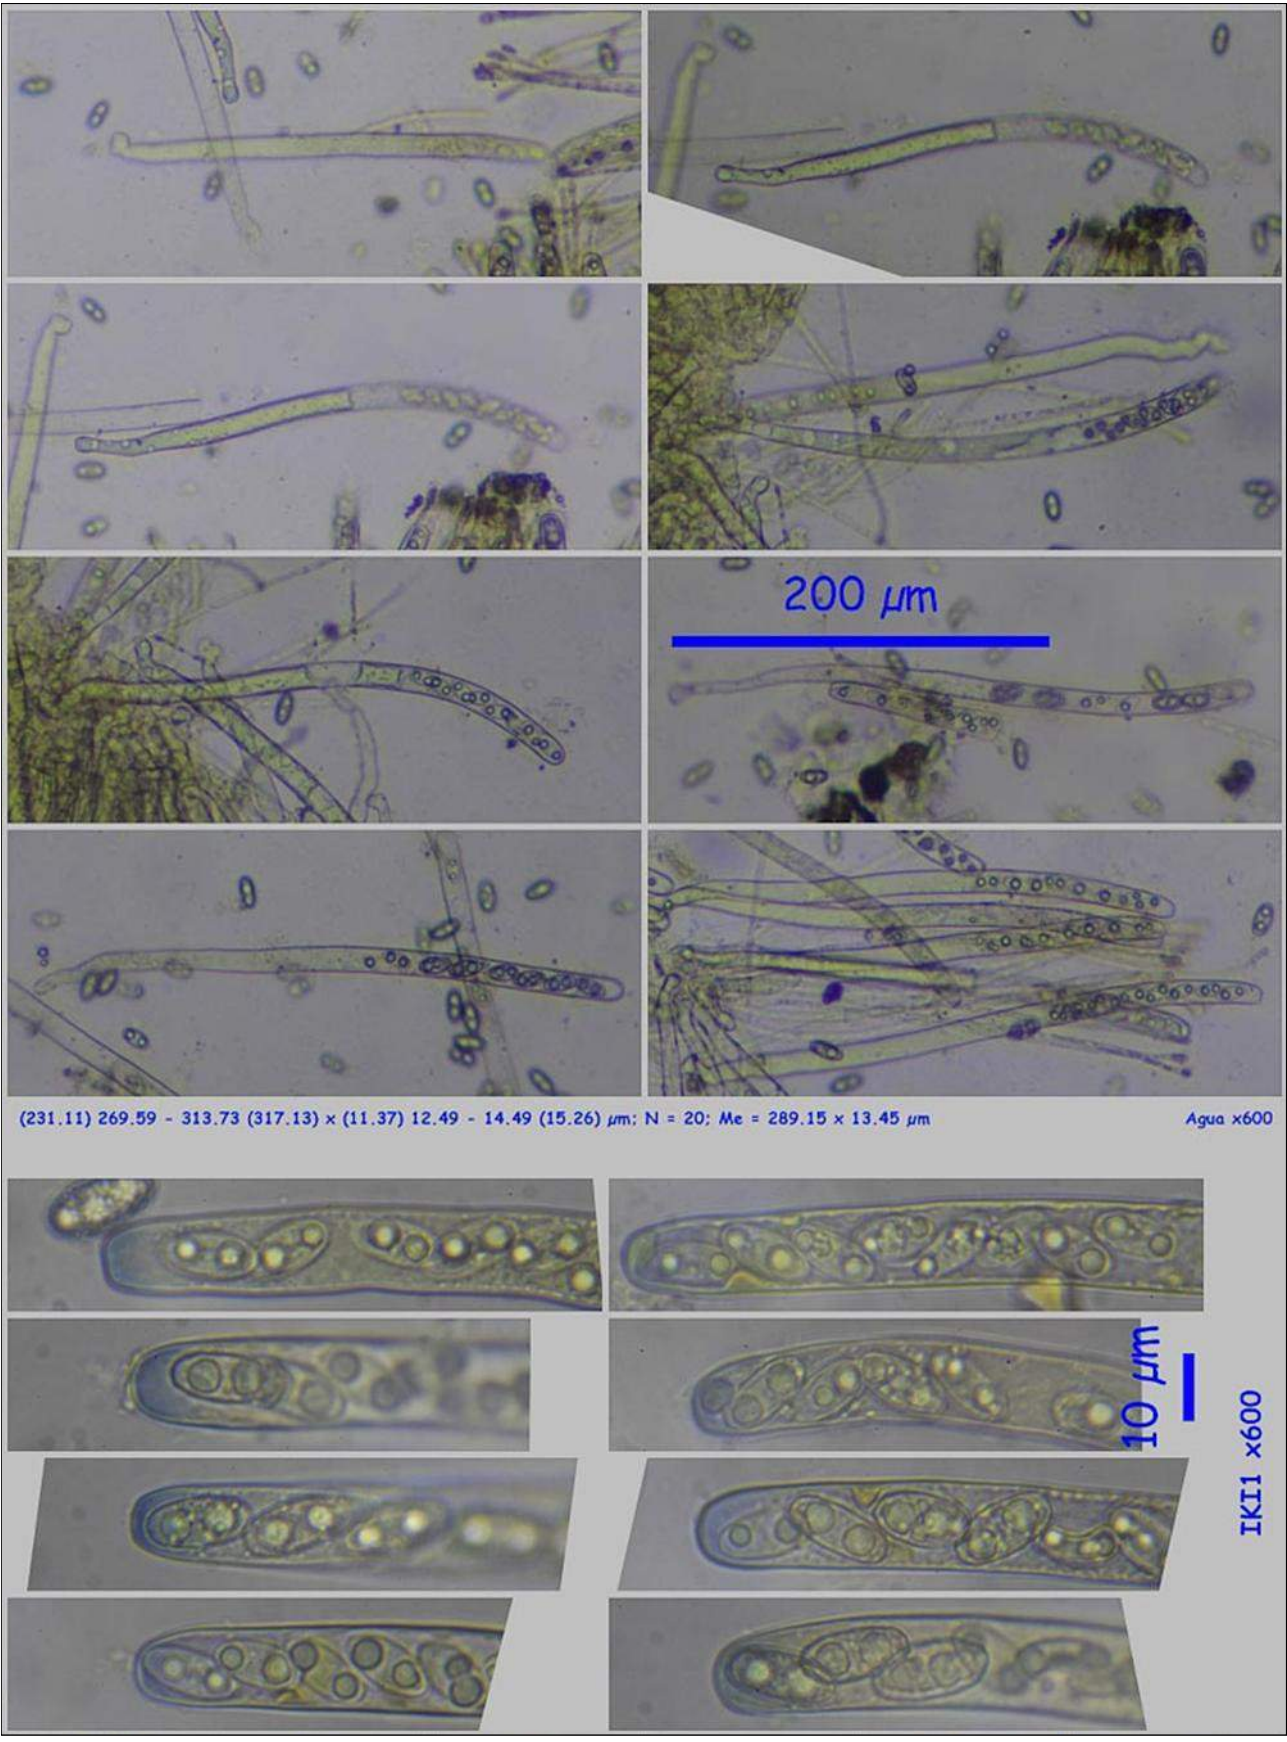 200 µm
(231.11) 269.59 - 313.73 (317.13) x (11.37) 12.49 - 14.49 (15.26) µm; N = 20; Me = 289.15 x 13.45 µm
Agua x600
10 µm
IKI1 x600